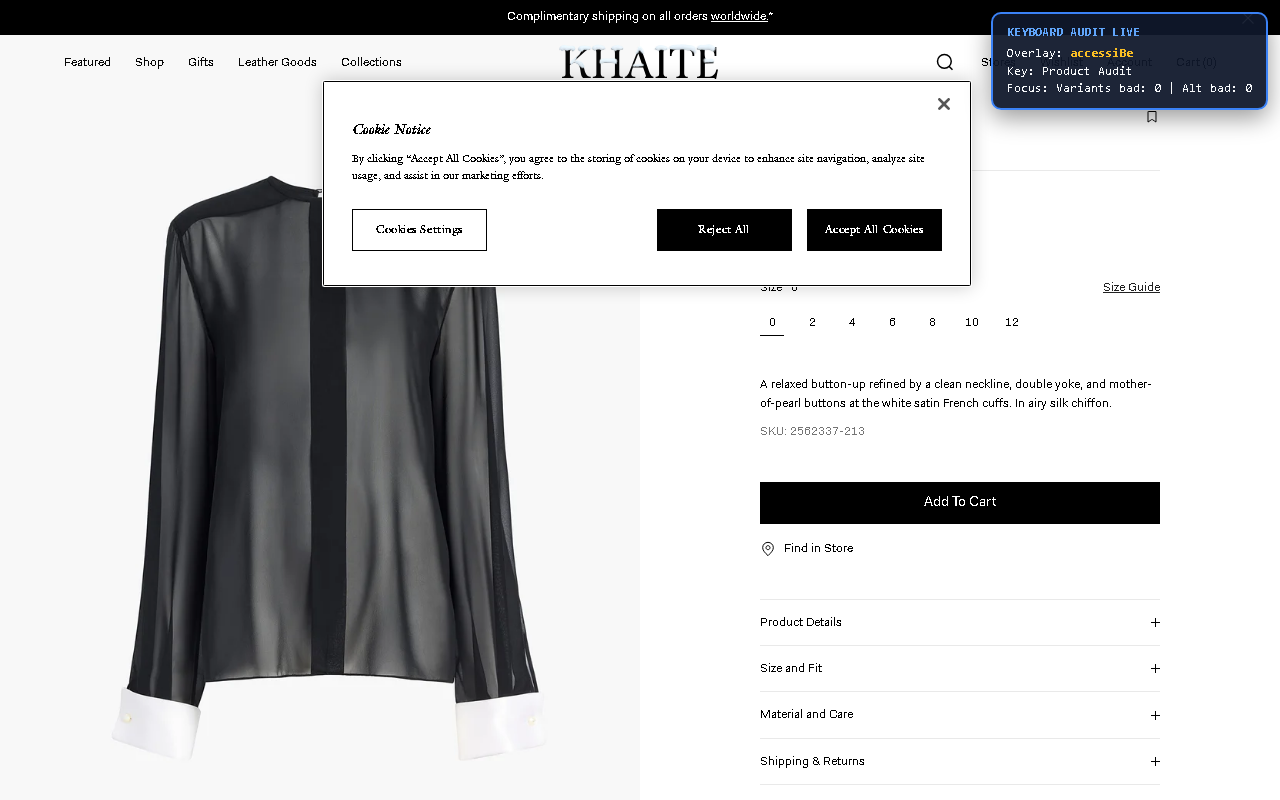 Complimentary shipping on all orders worldwide.*
Featured Shop Gifts Leather Goods Collections
KHAITE
KEYBOARD AUDIT LIVE
Overlay: accessiBe
Key: Product Audit
Focus: Variants bad: 0 | Alt bad: 0
Cart (0)
Cookie Notice
By clicking “Accept All Cookies”, you agree to the storing of cookies on your device to enhance site navigation, analyze site
usage, and assist in our marketing efforts.
Cookies Settings Reject All Accept All Cookies
Size 0 Size Guide
0 2 4 6 8 10 12
A relaxed button-up refined by a clean neckline, double yoke, and mother-
of-pearl buttons at the white satin French cuffs. In airy silk chiffon.
SKU: 2562337-213
Add To Cart
Find in Store
Product Details
Size and Fit
Material and Care
Shipping & Returns